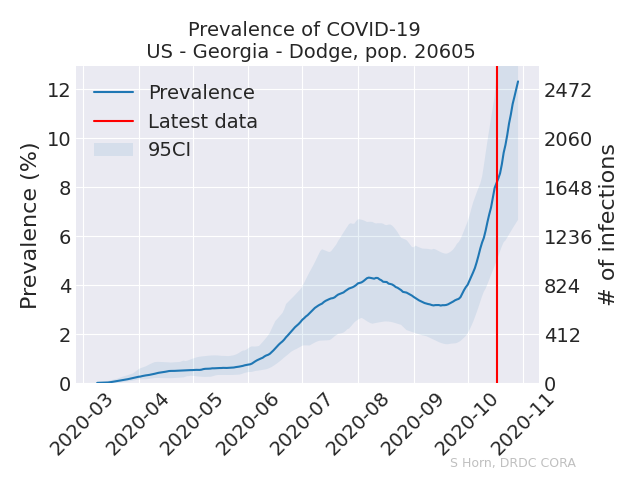 Prevalence of COVID-19
US - Georgia - Dodge, pop. 20605
Prevalence (%)
12
10
8
6
4
2
0
Prevalence
Latest data
95CI
2472
2060
1648
1236
824
412
0
# of infections
2020-03
2020-04
2020-05
2020-06
2020-07
2020-08
2020-09
2020-10
2020-11
S Horn, DRDC CORA